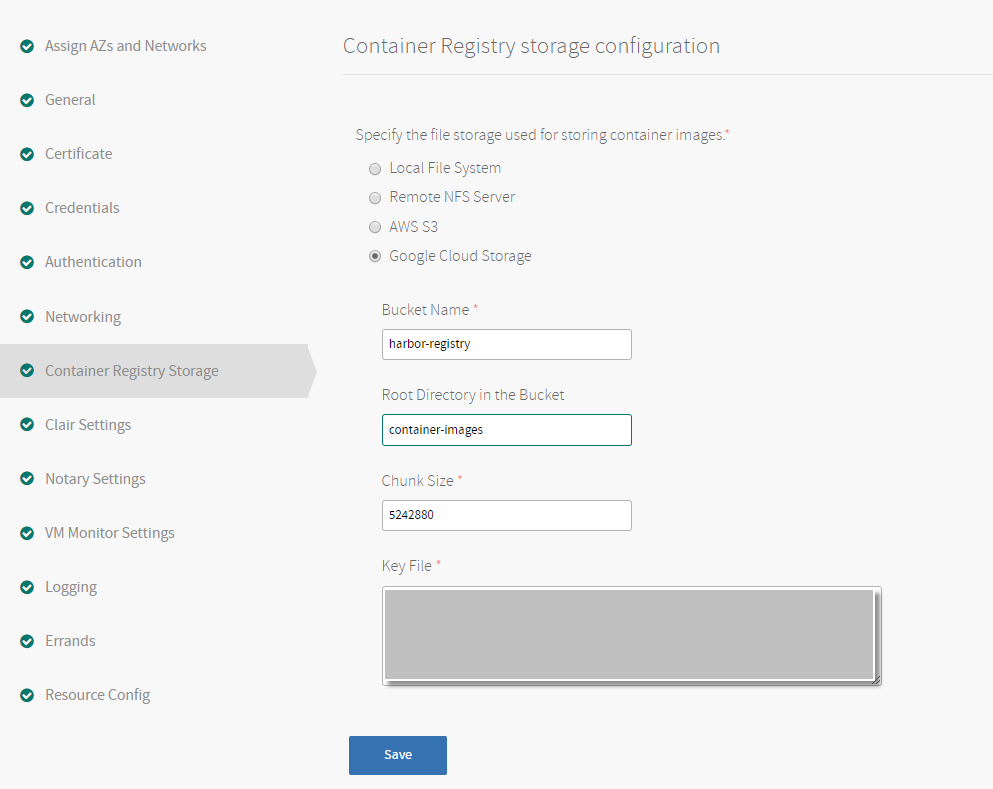 Assign AZs and Networks
General
Certificate
Credentials
Authentication
Networking
Container Registry Storage
Clair Settings
Notary Settings
VM Monitor Settings
Logging
Errands
Resource Config
Container Registry storage configuration
Specify the file storage used for storing container images.*
Local File System
Remote NFS Server
AWS S3
Google Cloud Storage
Bucket Name *
harbor-registry
Root Directory in the Bucket
container-images
Chunk Size *
5242880
Key File *
Save